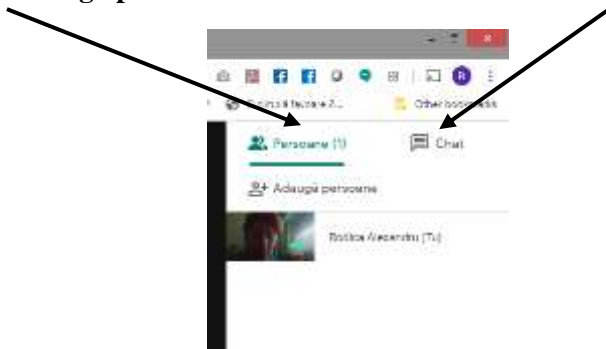 Other bookmarks
Persoane (1)
Chat
Adaugă persoane
Rodica Alexandru (Tu)